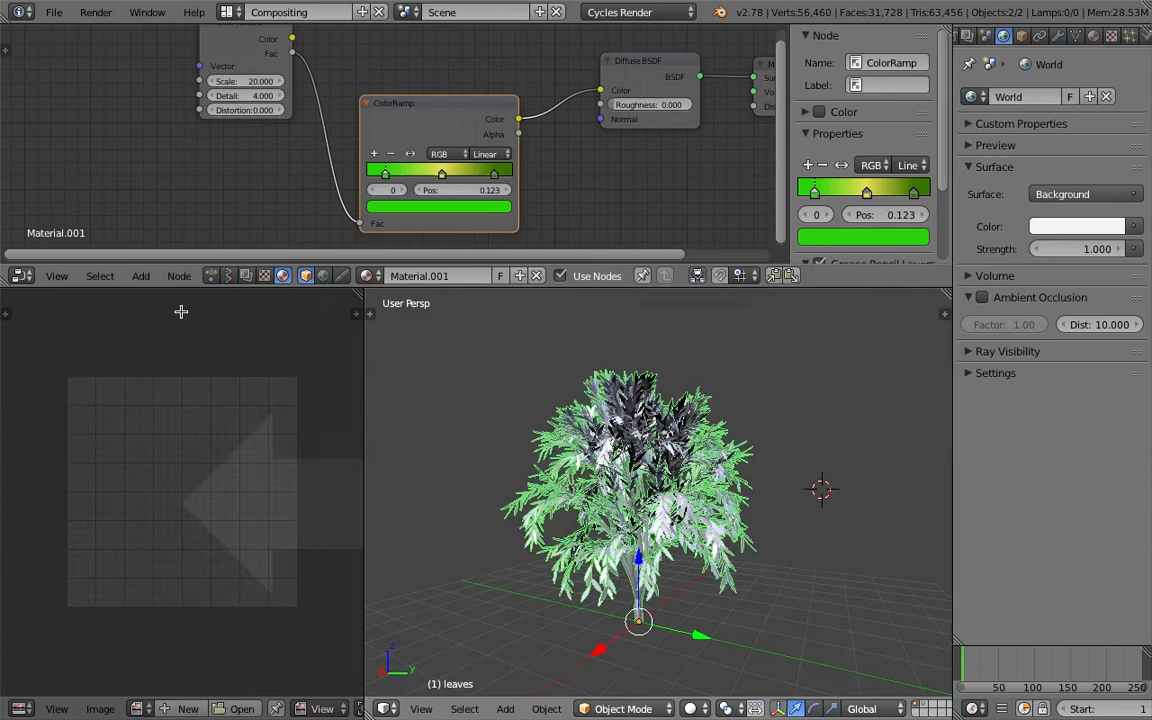 File Render Window Help Compositing Scene Cycles Render v2.78 | Verts:56,460 | Faces:31,728 | Tris:63,456 | Objects:2/2 | Lamps:0/0 | Mem:28.53M
Color
Fac
Vector
Scale: 20.000
Detail: 4.000
Distortion:0.000
ColorRamp
Color
Alpha
RGB Linear
0 Pos: 0.123
Fac
Diffuse BSDF
BSDF
Color
Roughness: 0.000
Normal
Material.001
Node
Name: ColorRamp
Label:
Color
Properties
RGB Line
0 Pos: 0.123
World
World F
Custom Properties
Preview
Surface
Surface: Background
Color:
Strength: 1.000
Volume
Ambient Occlusion
Factor: 1.00 Dist: 10.000
Ray Visibility
Settings
View Select Add Node Material.001 F Use Nodes
User Persp
z
y
(1) leaves
50 100 150 200 250
View Image New Open View
View Select Add Object Object Mode Global
Start: 1